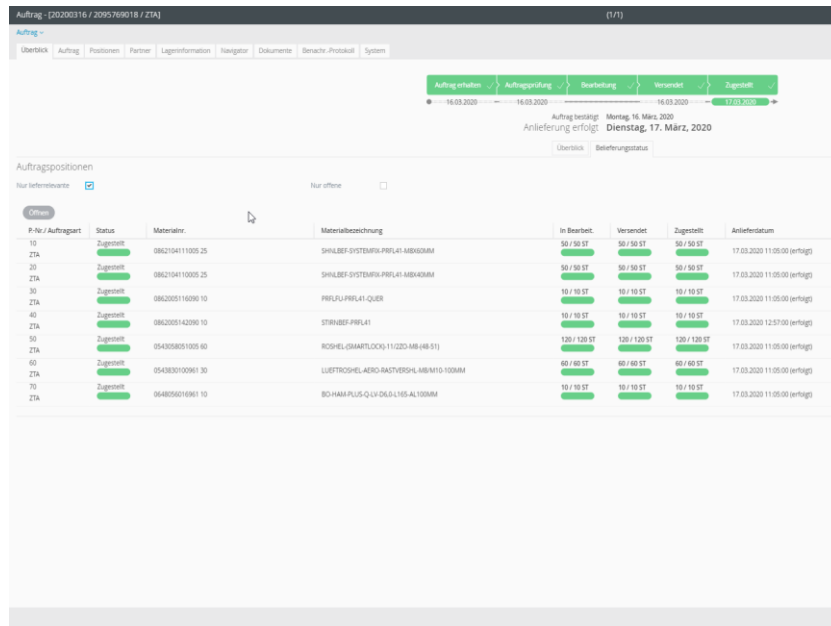 Auftrag - [20200316 / 2095769018 / ZTA] (1/1)
Auftrag
Überblick Auftrag Positionen Partner Lagerinformation Navigator Dokumente Benachr.-Protokoll System
Auftrag erhalten Auftragsprüfung Bearbeitung Versendet Zugestellt
16.03.2020 16.03.2020 16.03.2020 17.03.2020
Auftrag bestätigt Montag, 16. März, 2020
Anlieferung erfolgt Dienstag, 17. März, 2020
Überblick Belieferungsstatus
Auftragspositionen
Nur lieferrelevante Nur offene
Öffnen
P.-Nr./ Auftragsart Status Materialnr. Materialbezeichnung In Bearbeit. Versendet Zugestellt Anlieferdatum
10 Zugestellt 50 / 50 ST 50 / 50 ST 50 / 50 ST
ZTA 0862104111005 25 SHNLBEF-SYSTEMFIX-PRFL41-M8X60MM 17.03.2020 11:05:00 (erfolgt)
20 Zugestellt 50 / 50 ST 50 / 50 ST 50 / 50 ST
ZTA 0862104110005 25 SHNLBEF-SYSTEMFIX-PRFL41-M8X40MM 17.03.2020 11:05:00 (erfolgt)
30 Zugestellt 10 / 10 ST 10 / 10 ST 10 / 10 ST
ZTA 0862005116090 10 PRFLFU-PRFL41-QUER 17.03.2020 11:05:00 (erfolgt)
40 Zugestellt 10 / 10 ST 10 / 10 ST 10 / 10 ST
ZTA 0862005142090 10 STIRNBEF-PRFL41 17.03.2020 12:57:00 (erfolgt)
50 Zugestellt 120 / 120 ST 120 / 120 ST 120 / 120 ST
ZTA 0543058051005 60 ROSHEL-(SMARTLOCK)-11/2ZO-M8-(48-51) 17.03.2020 11:05:00 (erfolgt)
60 Zugestellt 60 / 60 ST 60 / 60 ST 60 / 60 ST
ZTA 0543830100961 30 LUEFTROSHEL-AERO-RASTVERSHL-M8/M10-100MM 17.03.2020 11:05:00 (erfolgt)
70 Zugestellt 10 / 10 ST 10 / 10 ST 10 / 10 ST
ZTA 0648056016961 10 BO-HAM-PLUS-Q-LV-D6,0-L165-AL100MM 17.03.2020 11:05:00 (erfolgt)